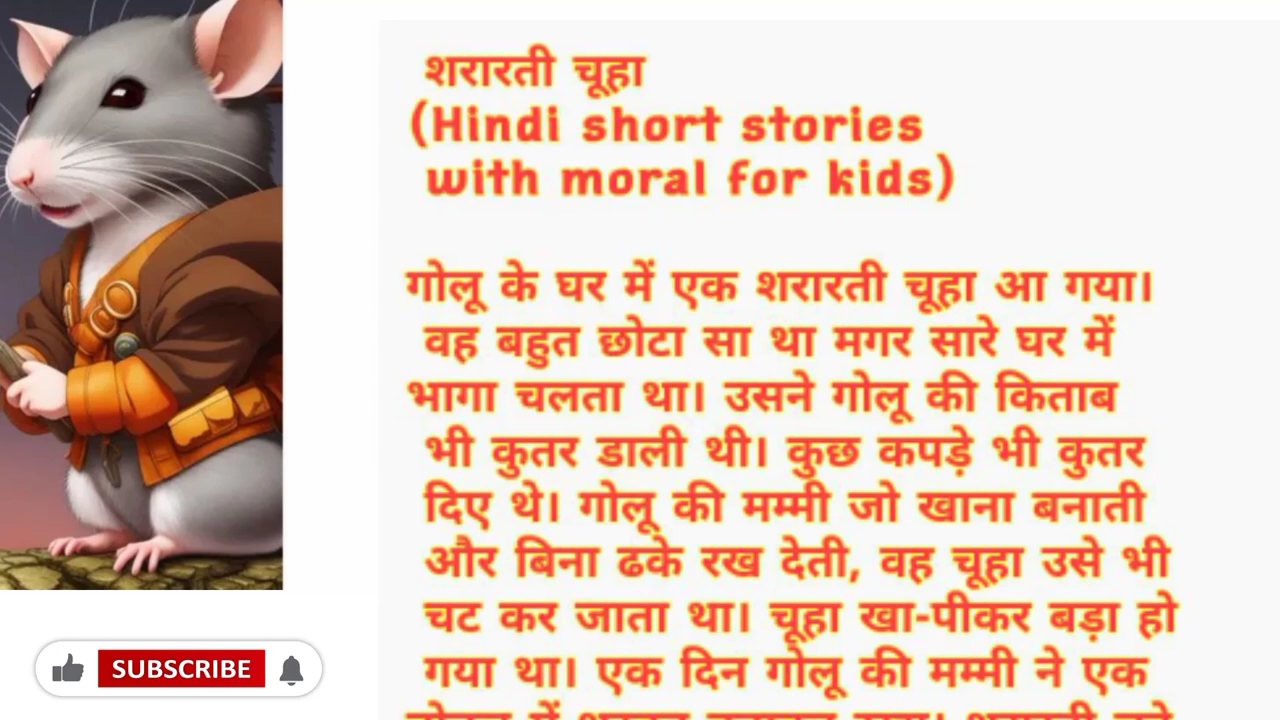 शरारती चूहा
(Hindi short stories
with moral for kids)
गोलू के घर में एक शरारती चूहा आ गया।
वह बहुत छोटा सा था मगर सारे घर में
भागा चलता था। उसने गोलू की किताब
भी कुतर डाली थी। कुछ कपड़े भी कुतर
दिए थे। गोलू की मम्मी जो खाना बनाती
और बिना ढके रख देती, वह चूहा उसे भी
चट कर जाता था। चूहा खा-पीकर बड़ा हो
गया था। एक दिन गोलू की मम्मी ने एक
SUBSCRIBE